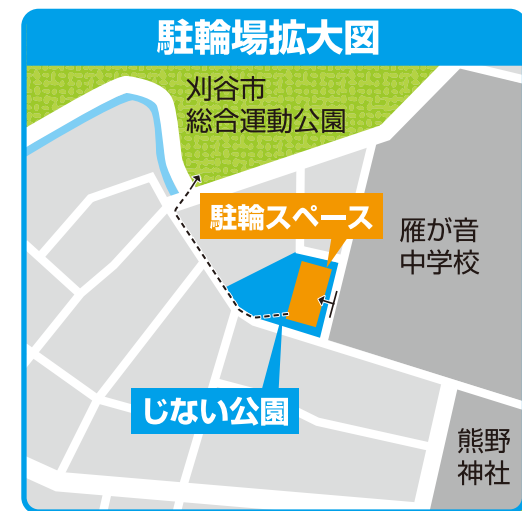 駐輪場拡大図
刈谷市
総合運動公園
駐輪スペース
雁が音
中学校
じない公園
熊野
神社